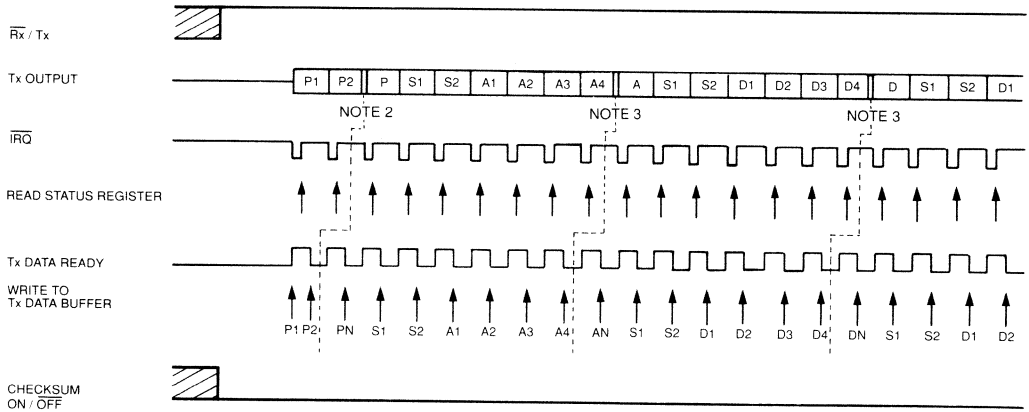 R̅x̅ / Tx
Tx OUTPUT
P1 P2 P S1 S2 A1 A2 A3 A4 A S1 S2 D1 D2 D3 D4 D S1 S2 D1
NOTE 2 NOTE 3 NOTE 3
I̅R̅Q̅
READ STATUS REGISTER
Tx DATA READY
WRITE TO
Tx DATA BUFFER
P1 P2 PN S1 S2 A1 A2 A3 A4 AN S1 S2 D1 D2 D3 D4 DN S1 S2 D1 D2
CHECKSUM
ON / O̅F̅F̅